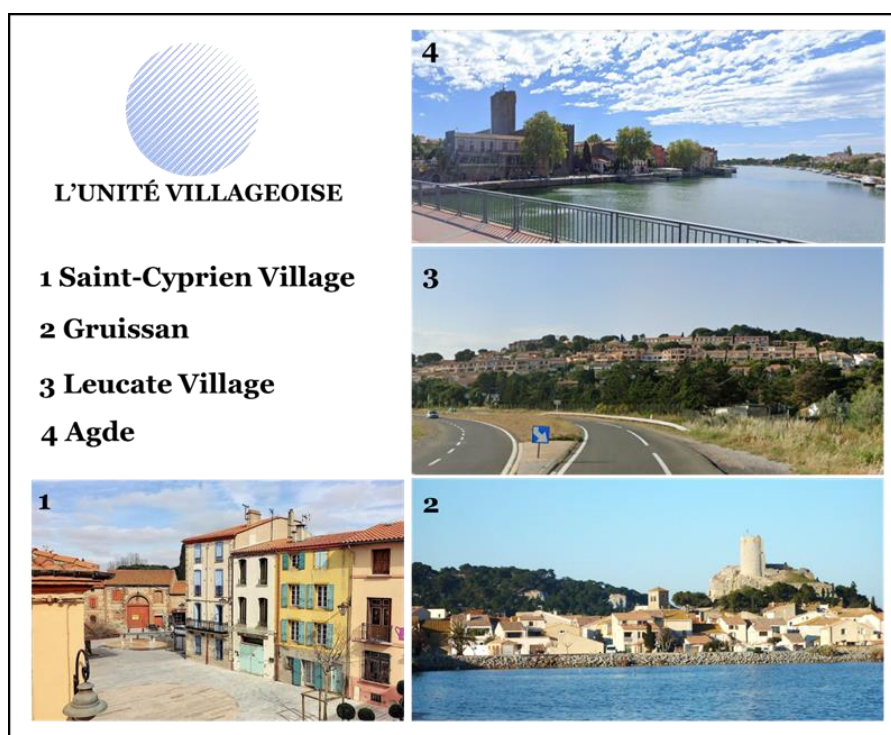 L'UNITÉ VILLAGEOISE
1 Saint-Cyprien Village
2 Gruissan
3 Leucate Village
4 Agde
4
3
1
2